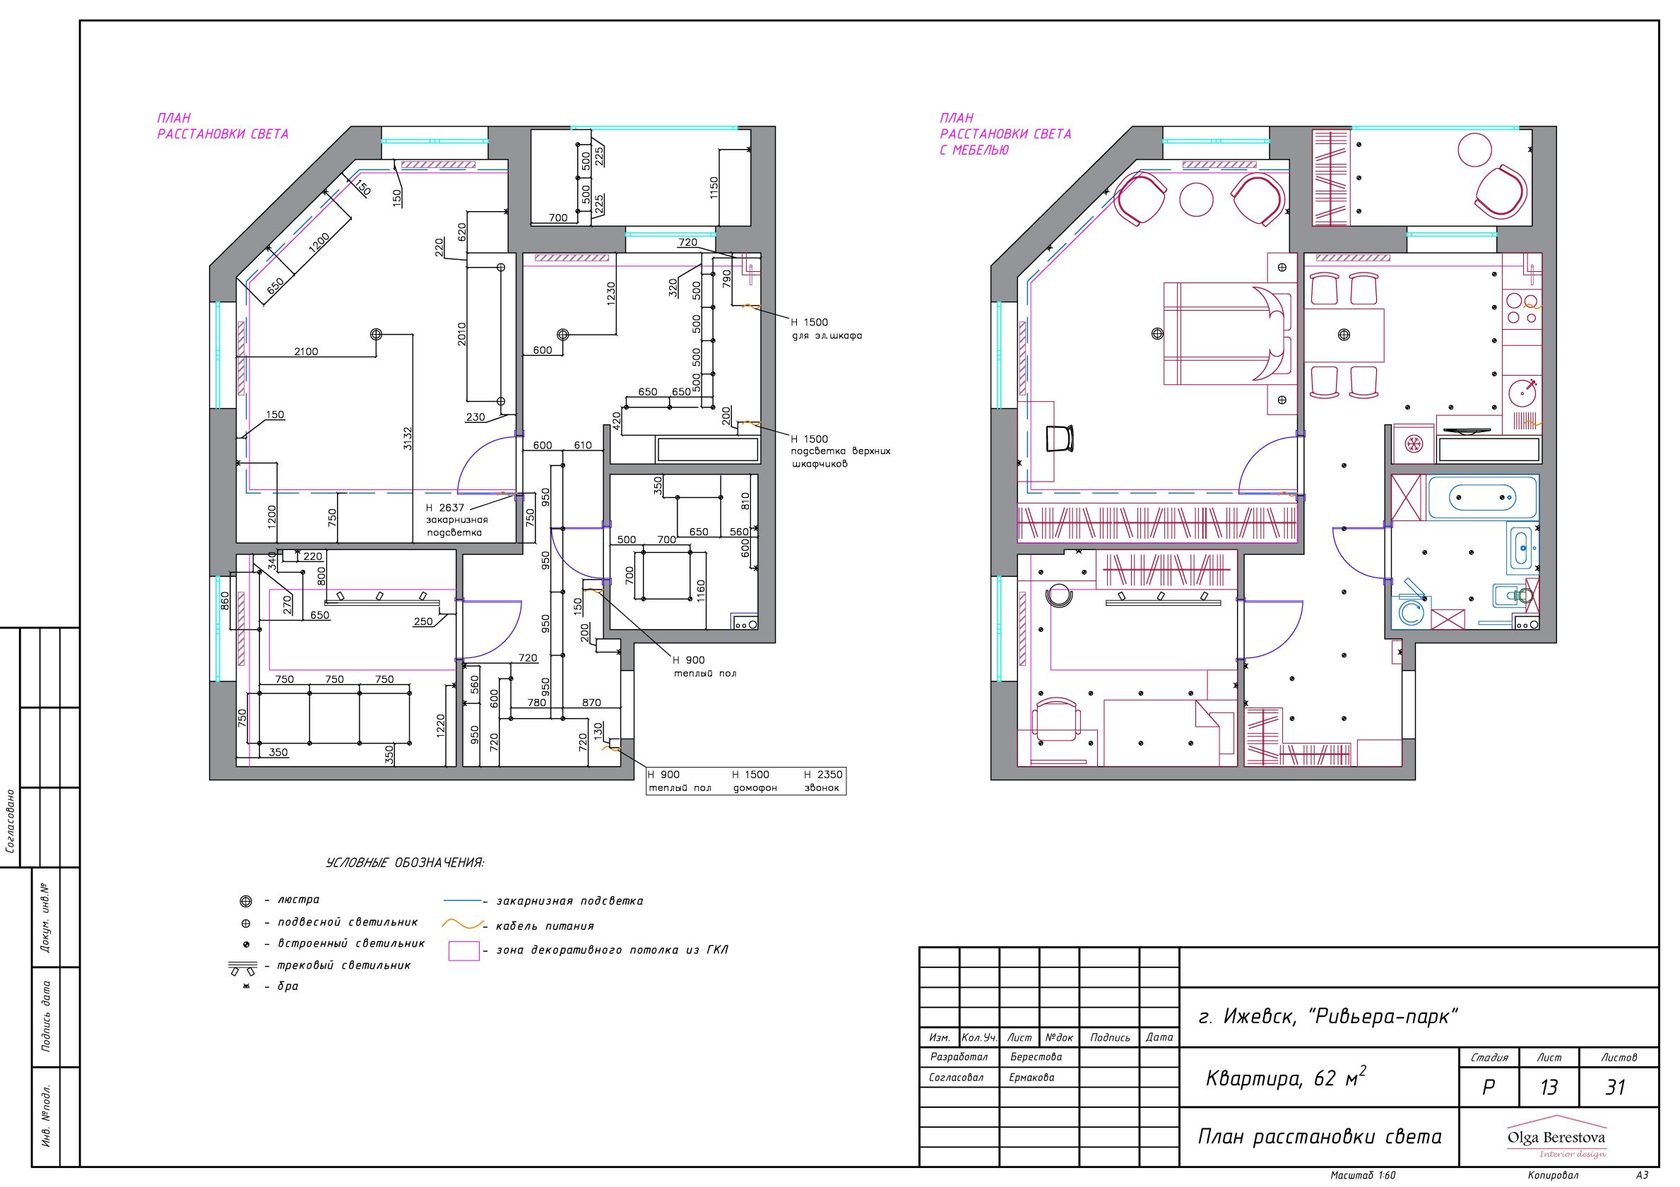 ПЛАН
РАССТАНОВКИ СВЕТА
ПЛАН
РАССТАНОВКИ СВЕТА
С МЕБЕЛЬЮ
150
150
1200
650
220
620
2010
2100
3132
230
150
1200
750
700
500
500
225
225
1150
720
320
790
1230
600
500
500
500
500
650
650
420
200
Н 1500
для эл.шкафа
Н 1500
подсветка верхних
шкафчиков
Н 2637
закарнизная
подсветка
600
610
950
750
950
950
950
350
810
650
560
600
500
700
700
1160
150
200
Н 900
теплый пол
340
220
800
860
270
650
250
750
750
750
750
350
350
1220
560
950
720
600
780
870
720
720
130
Н 900
Н 1500
Н 2350
теплый пол
домофон
звонок
УСЛОВНЫЕ ОБОЗНАЧЕНИЯ:
- люстра
- подвесной светильник
- встроенный светильник
- трековый светильник
- бра
- закарнизная подсветка
- кабель питания
- зона декоративного потолка из ГКЛ
Согласовано
Докум. инв.№
Подпись дата
Инв. №подл.
Изм. Кол.Уч. Лист №док Подпись Дата
Разработал Берестова
Согласовал Ермакова
г. Ижевск, "Ривьера-парк"
Квартира, 62 м2
Стадия Лист Листов
Р 13 31
План расстановки света
Olga Berestova
Interior design
Масштаб 1:60
Копировал
А3